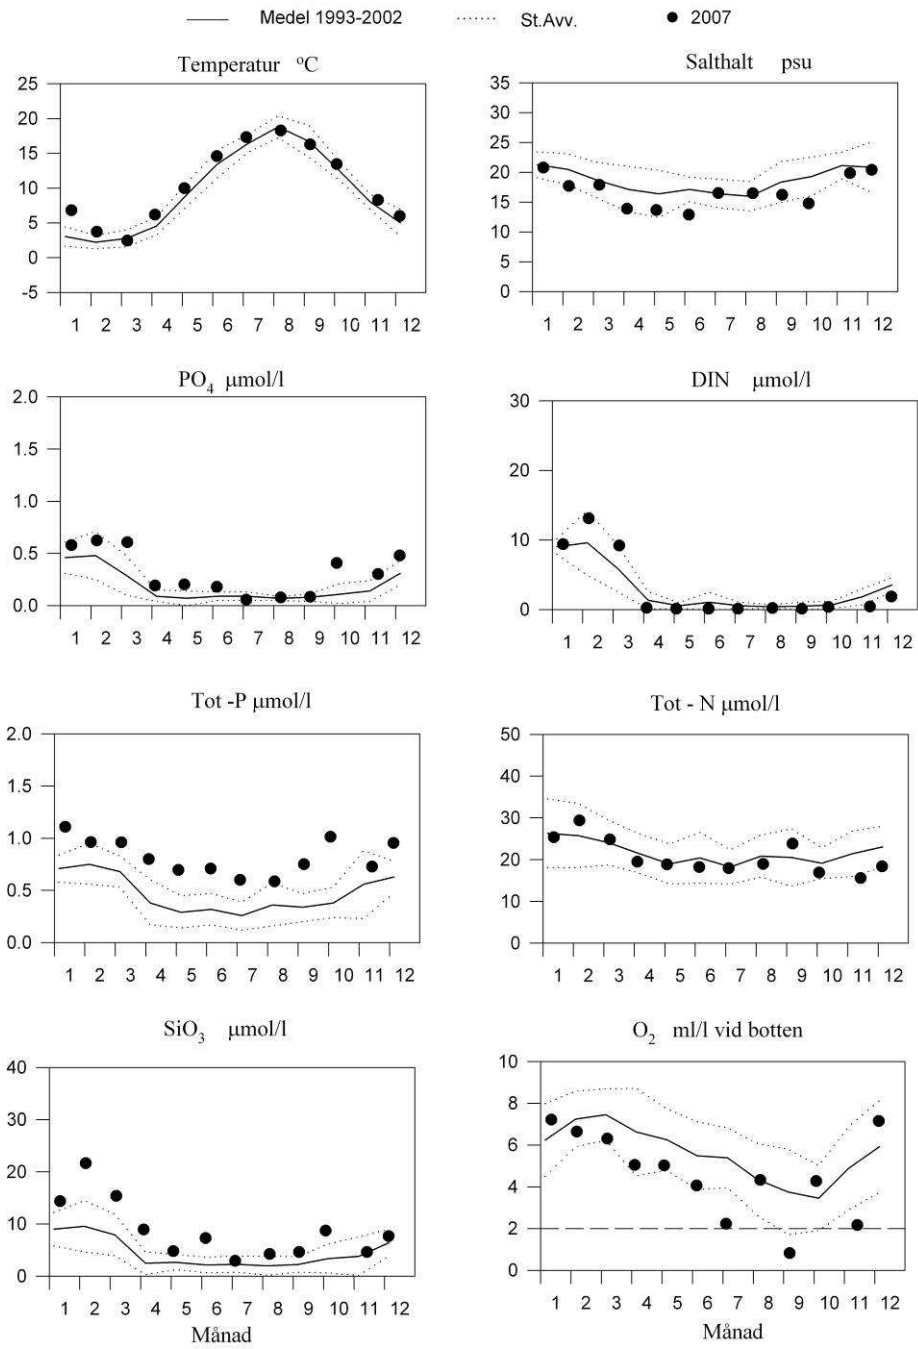 Medel 1993-2002 St.Avv. 2007
Temperatur °C
25
20
15
10
5
0
-5
1 2 3 4 5 6 7 8 9 10 11 12
Salthalt psu
35
30
25
20
15
10
5
0
1 2 3 4 5 6 7 8 9 10 11 12
PO4 µmol/l
2.0
1.5
1.0
0.5
0.0
1 2 3 4 5 6 7 8 9 10 11 12
DIN µmol/l
30
20
10
0
1 2 3 4 5 6 7 8 9 10 11 12
Tot -P µmol/l
2.0
1.5
1.0
0.5
0.0
1 2 3 4 5 6 7 8 9 10 11 12
Tot - N µmol/l
50
40
30
20
10
0
1 2 3 4 5 6 7 8 9 10 11 12
SiO3 µmol/l
40
30
20
10
0
1 2 3 4 5 6 7 8 9 10 11 12
Månad
O2 ml/l vid botten
10
8
6
4
2
0
1 2 3 4 5 6 7 8 9 10 11 12
Månad